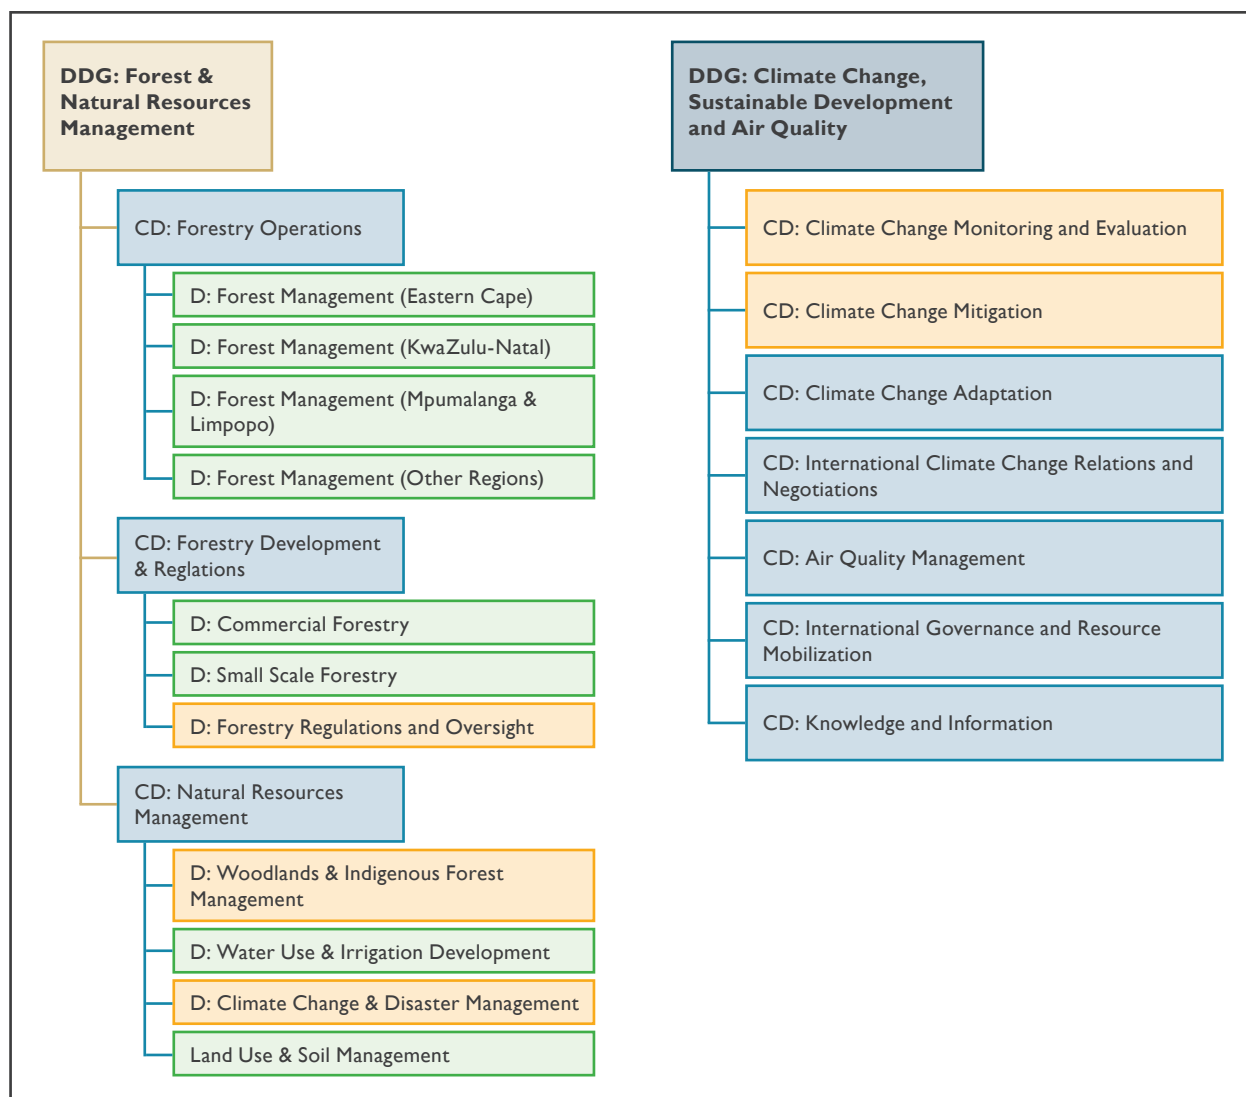 DDG: Forest &
Natural Resources
Management
CD: Forestry Operations
D: Forest Management (Eastern Cape)
D: Forest Management (KwaZulu-Natal)
D: Forest Management (Mpumalanga &
Limpopo)
D: Forest Management (Other Regions)
CD: Forestry Development
& Reglations
D: Commercial Forestry
D: Small Scale Forestry
D: Forestry Regulations and Oversight
CD: Natural Resources
Management
D: Woodlands & Indigenous Forest
Management
D: Water Use & Irrigation Development
D: Climate Change & Disaster Management
Land Use & Soil Management
DDG: Climate Change,
Sustainable Development
and Air Quality
CD: Climate Change Monitoring and Evaluation
CD: Climate Change Mitigation
CD: Climate Change Adaptation
CD: International Climate Change Relations and
Negotiations
CD: Air Quality Management
CD: International Governance and Resource
Mobilization
CD: Knowledge and Information